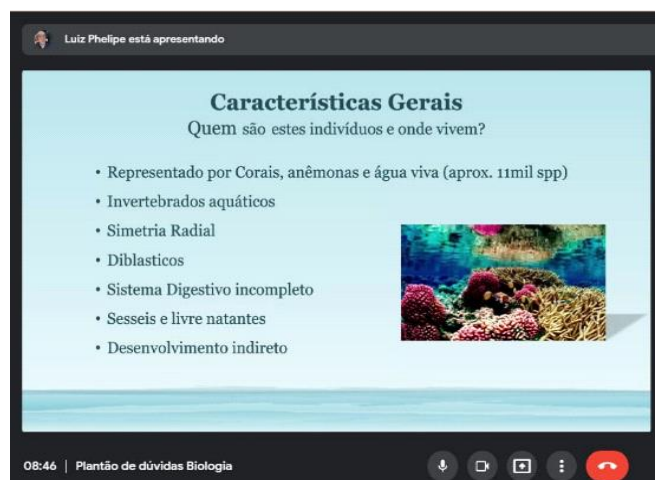 Luiz Phelipe está apresentando
Características Gerais
Quem são estes indivíduos e onde vivem?
• Representado por Corais, anêmonas e água viva (aprox. 11mil spp)
• Invertebrados aquáticos
• Simetria Radial
• Diblasticos
• Sistema Digestivo incompleto
• Sesseis e livre natantes
• Desenvolvimento indireto
08:46 | Plantão de dúvidas Biologia